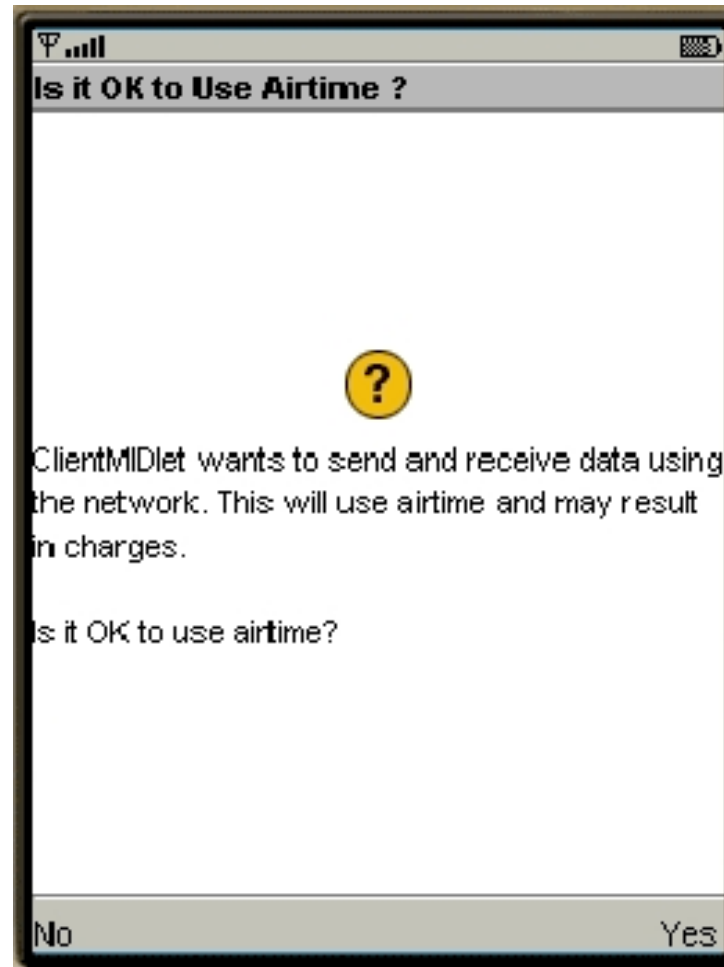 Is it OK to Use Airtime ?
?
ClientMIDlet wants to send and receive data using
the network. This will use airtime and may result
in charges.
Is it OK to use airtime?
No Yes